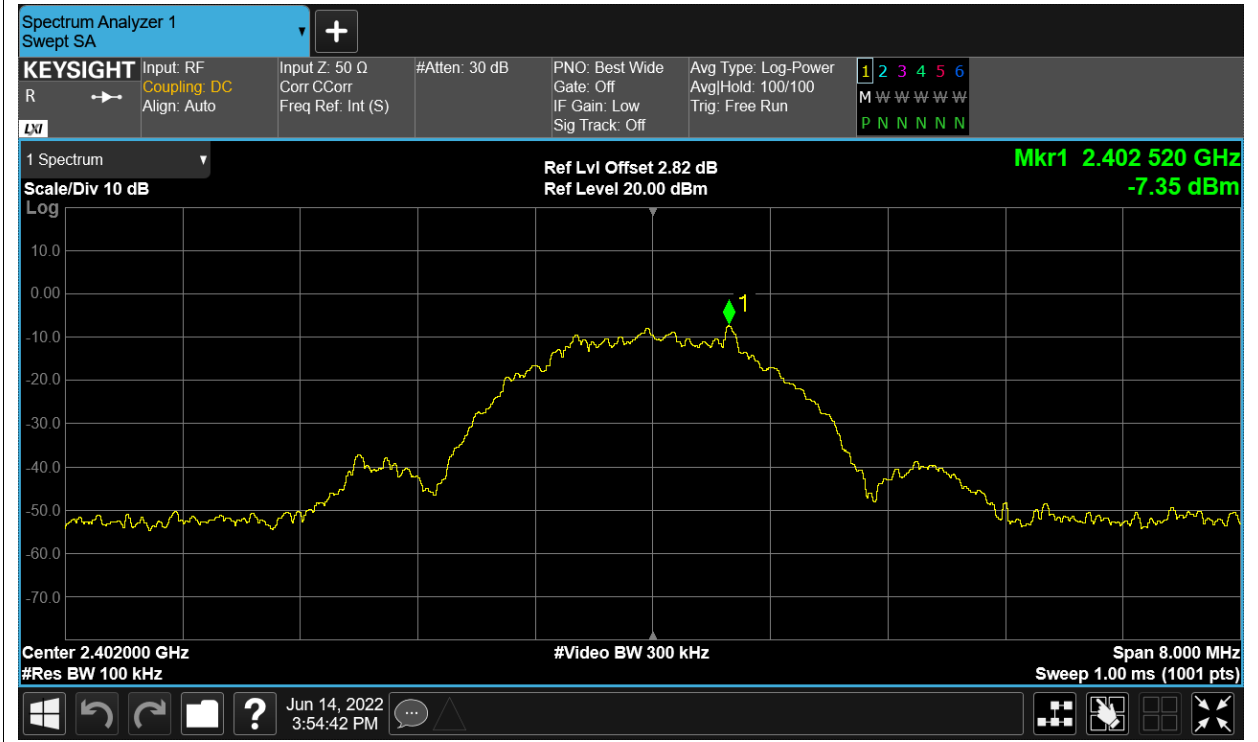 Spectrum Analyzer 1
Swept SA
+
KEYSIGHT
R
LXI
Input: RF
Coupling: DC
Align: Auto
Input Z: 50 Ω
Corr CCorr
Freq Ref: Int (S)
#Atten: 30 dB
PNO: Best Wide
Gate: Off
IF Gain: Low
Sig Track: Off
Avg Type: Log-Power
Avg|Hold: 100/100
Trig: Free Run
1 2 3 4 5 6
M W W W W W
P N N N N N
1 Spectrum
Scale/Div 10 dB
Log
Ref Lvl Offset 2.82 dB
Ref Level 20.00 dBm
Mkr1 2.402 520 GHz
-7.35 dBm
1
10.0
0.00
-10.0
-20.0
-30.0
-40.0
-50.0
-60.0
-70.0
Center 2.402000 GHz
#Res BW 100 kHz
#Video BW 300 kHz
Span 8.000 MHz
Sweep 1.00 ms (1001 pts)
?
Jun 14, 2022
3:54:42 PM